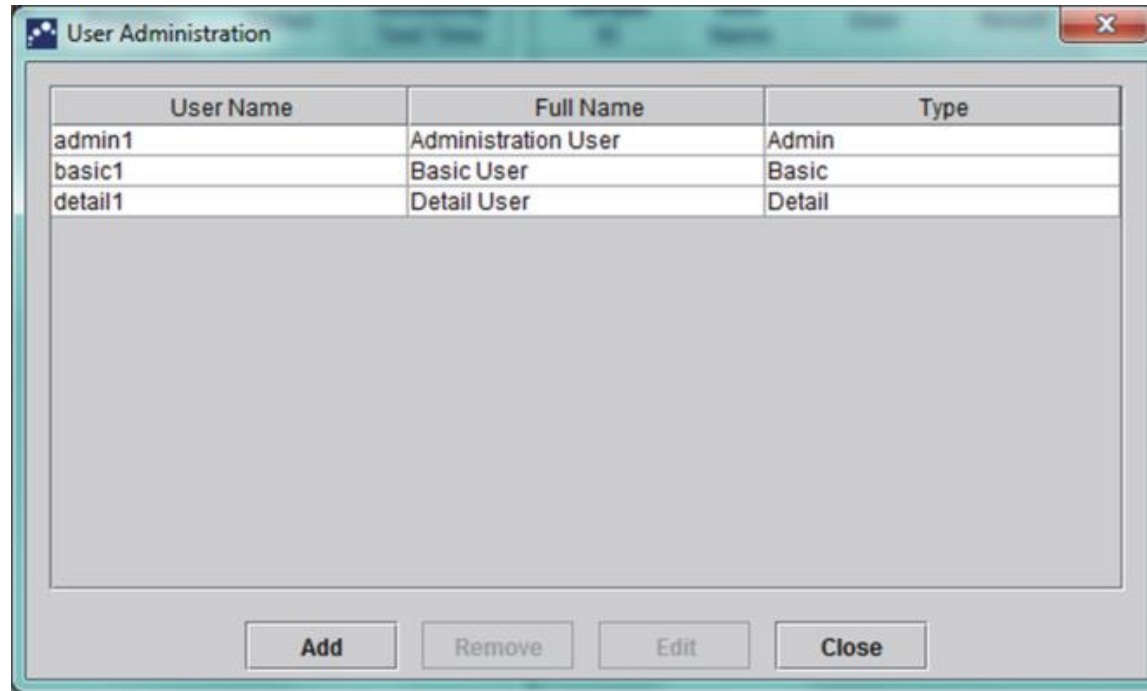 User Administration
User Name Full Name Type
admin1 Administration User Admin
basic1 Basic User Basic
detail1 Detail User Detail
Add Remove Edit Close